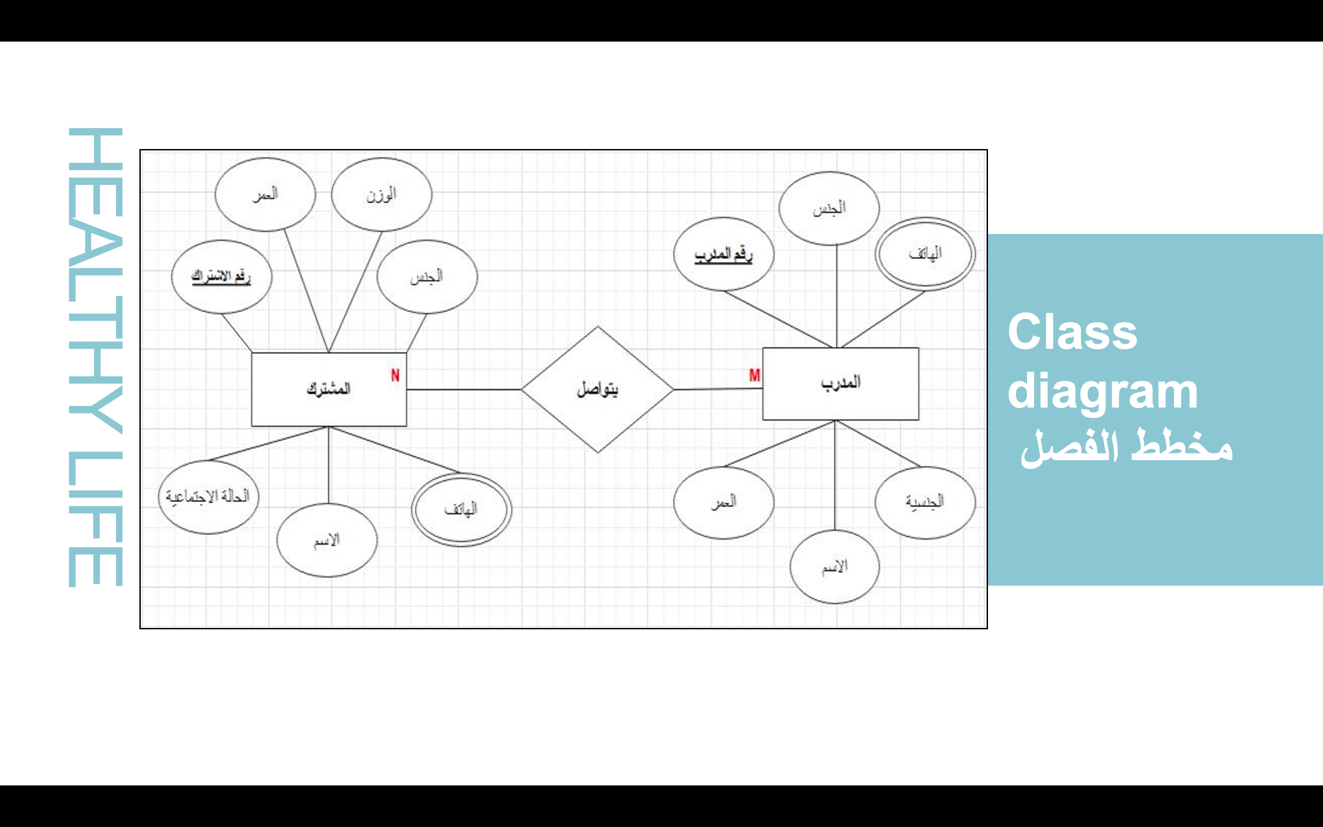 HEALTHY LIFE
العمر
الوزن
رقم الاشتراك
الجنس
المشترك
N
الحالة الاجتماعية
الاسم
الهاتف
يتواصل
الجنس
رقم المدرب
الهاتف
M
المدرب
العمر
الجنسية
الاسم
Class
diagram
مخطط الفصل